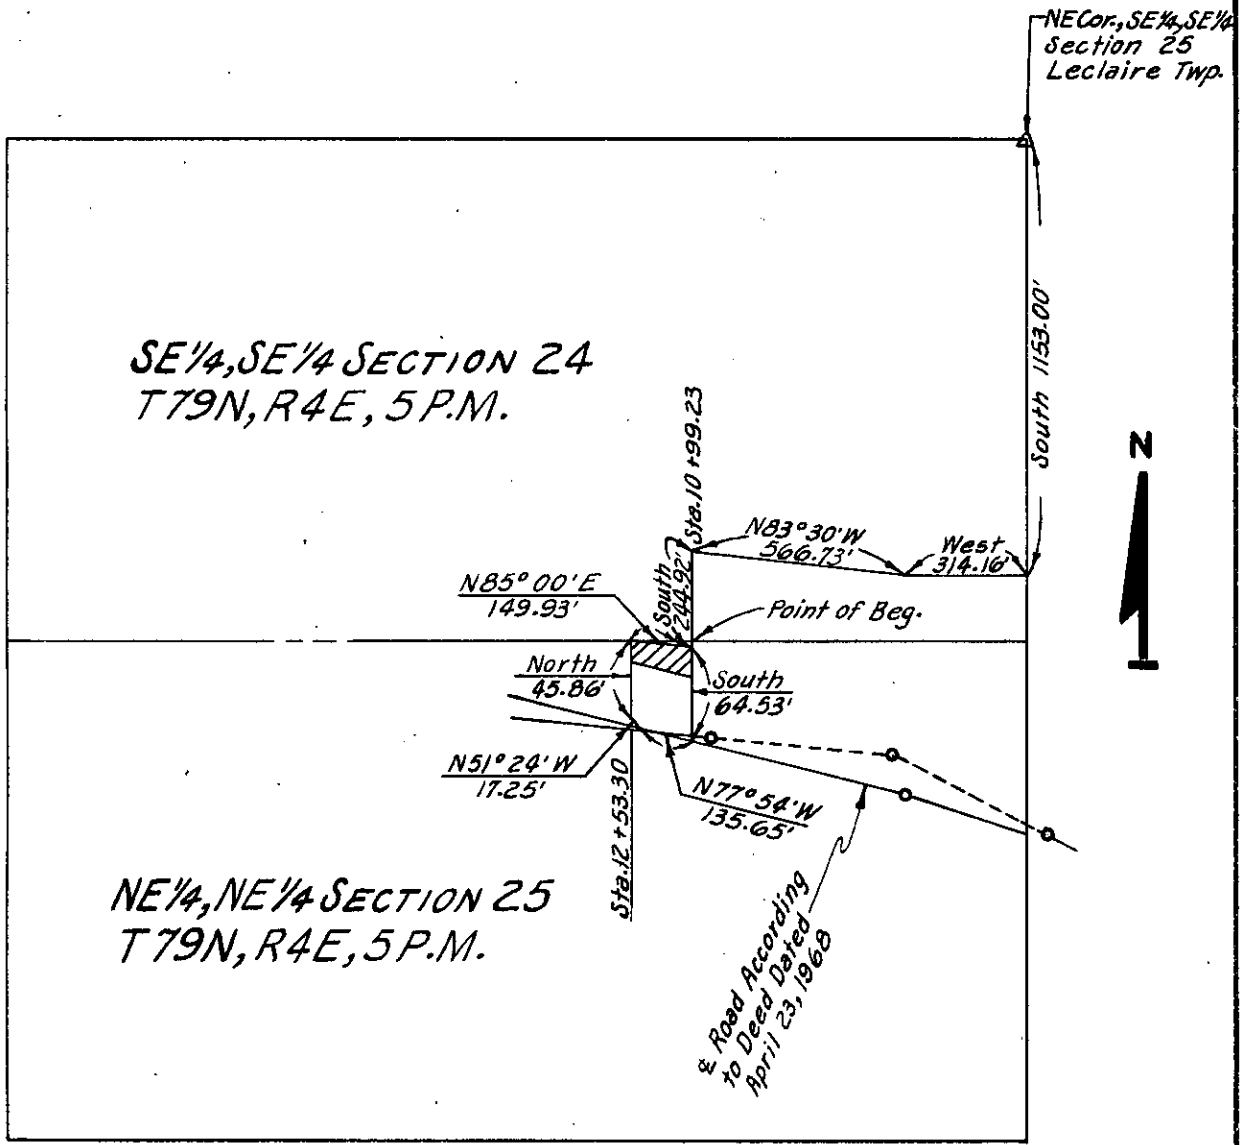 NE Cor., SE¼, SE¼
Section 25
Leclaire Twp.
South 1153.00'
SE¼, SE¼ SECTION 24
T79N, R4E, 5 P.M.
N
Sta. 10 +99.23
N83°30'W
566.73'
West
314.16'
South
244.92'
N85°00'E
149.93'
Point of Beg.
North
45.86'
South
64.53'
N51°24'W
17.25'
N77°54'W
135.65'
Sta. 12 +53.30
NE¼, NE¼ SECTION 25
T79N, R4E, 5 P.M.
℄ Road According
to Deed Dated
April 23, 1968